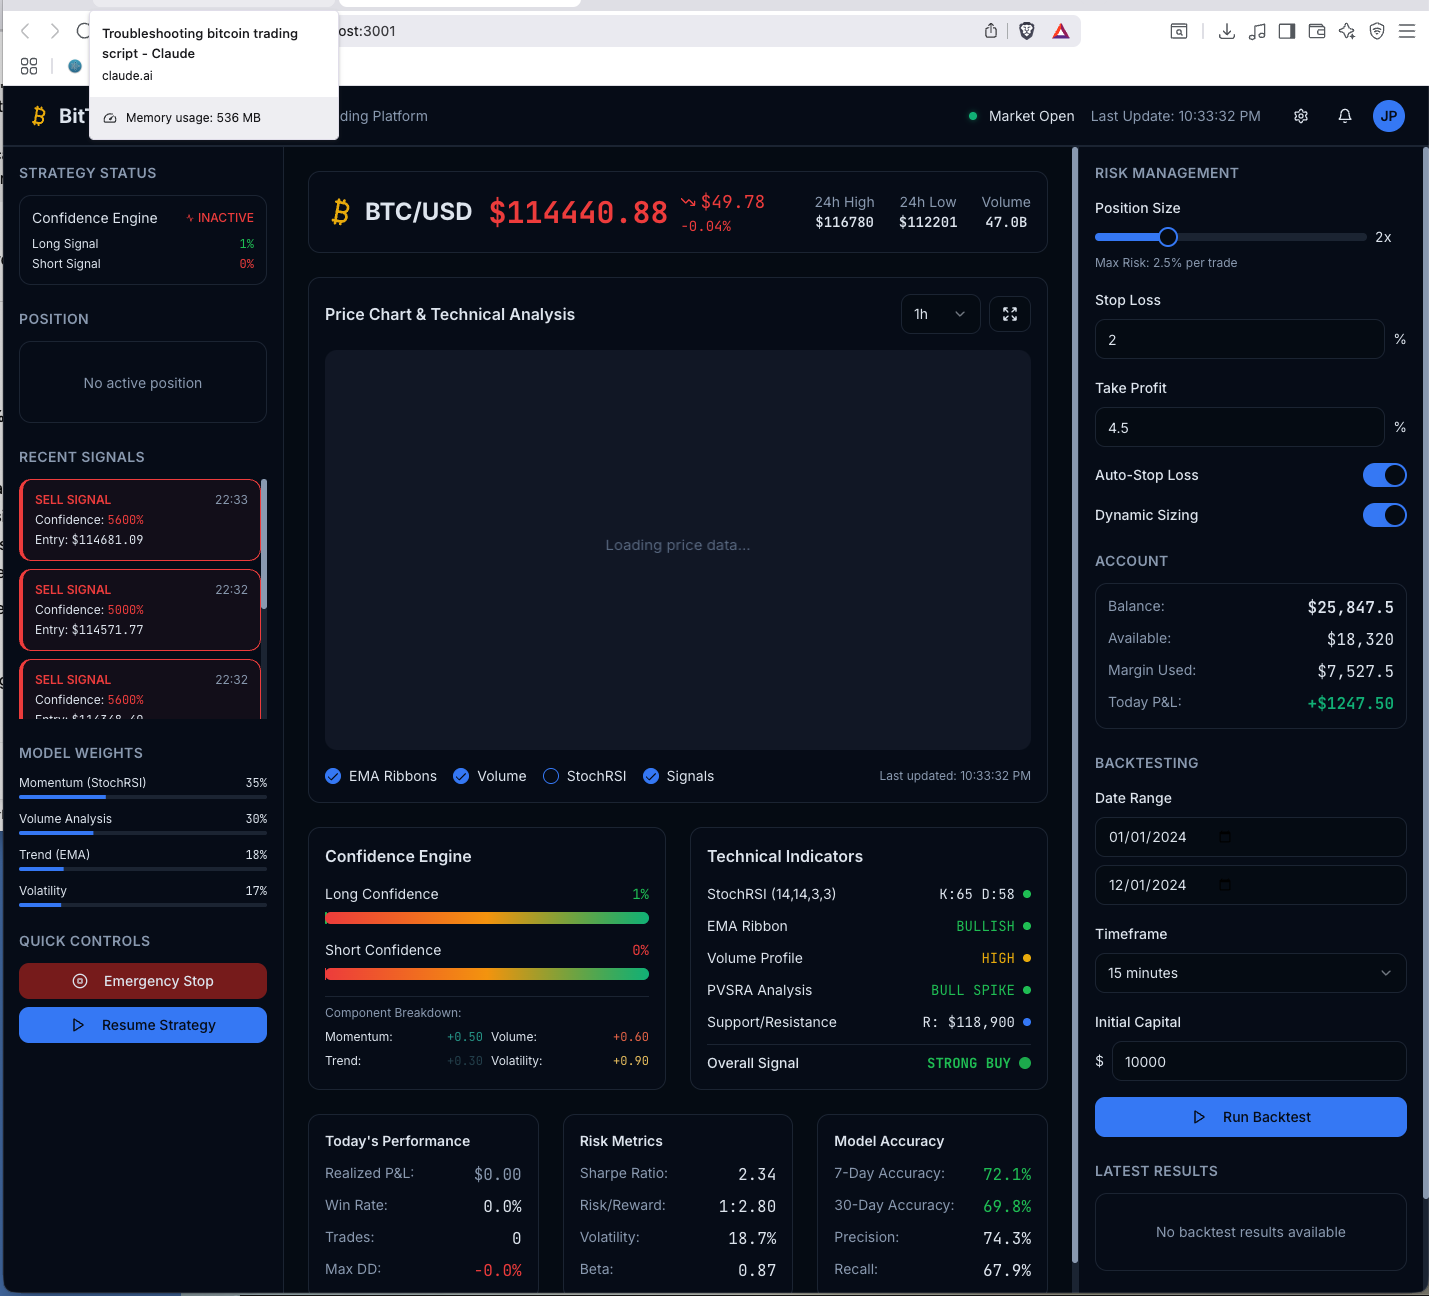 Troubleshooting bitcoin trading
script - Claude
claude.ai
Memory usage: 536 MB
ost:3001
BitT
ding Platform
Market Open
Last Update: 10:33:32 PM
JP
STRATEGY STATUS
Confidence Engine
INACTIVE
Long Signal 1%
Short Signal 0%
POSITION
No active position
RECENT SIGNALS
SELL SIGNAL 22:33
Confidence: 5600%
Entry: $114681.09
SELL SIGNAL 22:32
Confidence: 5000%
Entry: $114571.77
SELL SIGNAL 22:32
Confidence: 5600%
MODEL WEIGHTS
Momentum (StochRSI) 35%
Volume Analysis 30%
Trend (EMA) 18%
Volatility 17%
QUICK CONTROLS
Emergency Stop
Resume Strategy
BTC/USD
$114440.88
$49.78
-0.04%
24h High
$116780
24h Low
$112201
Volume
47.0B
Price Chart & Technical Analysis
1h
Loading price data...
EMA Ribbons
Volume
StochRSI
Signals
Last updated: 10:33:32 PM
Confidence Engine
Long Confidence 1%
Short Confidence 0%
Component Breakdown:
Momentum: +0.50 Volume: +0.60
Trend: +0.30 Volatility: +0.90
Technical Indicators
StochRSI (14,14,3,3) K:65 D:58
EMA Ribbon BULLISH
Volume Profile HIGH
PVSRA Analysis BULL SPIKE
Support/Resistance R: $118,900
Overall Signal STRONG BUY
Today's Performance
Realized P&L: $0.00
Win Rate: 0.0%
Trades: 0
Max DD: -0.0%
Risk Metrics
Sharpe Ratio: 2.34
Risk/Reward: 1:2.80
Volatility: 18.7%
Beta: 0.87
Model Accuracy
7-Day Accuracy: 72.1%
30-Day Accuracy: 69.8%
Precision: 74.3%
Recall: 67.9%
RISK MANAGEMENT
Position Size
2x
Max Risk: 2.5% per trade
Stop Loss
2 %
Take Profit
4.5 %
Auto-Stop Loss
Dynamic Sizing
ACCOUNT
Balance: $25,847.5
Available: $18,320
Margin Used: $7,527.5
Today P&L: +$1247.50
BACKTESTING
Date Range
01/01/2024
12/01/2024
Timeframe
15 minutes
Initial Capital
$ 10000
Run Backtest
LATEST RESULTS
No backtest results available